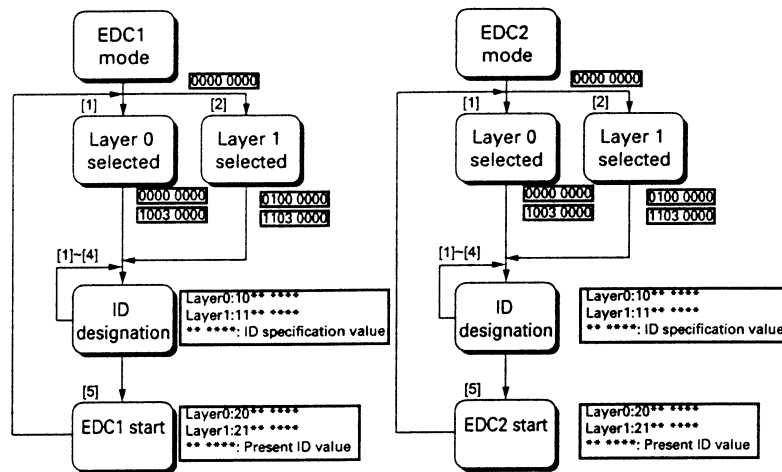 EDC1
mode
0000 0000
[1]
[2]
Layer 0
selected
Layer 1
selected
0000 0000
1003 0000
0100 0000
1103 0000
[1]~[4]
ID
designation
Layer0:10** ****
Layer1:11** ****
** ****: ID specification value
[5]
EDC1 start
Layer0:20** ****
Layer1:21** ****
** ****: Present ID value
EDC2
mode
0000 0000
[1]
[2]
Layer 0
selected
Layer 1
selected
0000 0000
1003 0000
0100 0000
1103 0000
[1]~[4]
ID
designation
Layer0:10** ****
Layer1:11** ****
** ****: ID specification value
[5]
EDC2 start
Layer0:20** ****
Layer1:21** ****
** ****: Present ID value